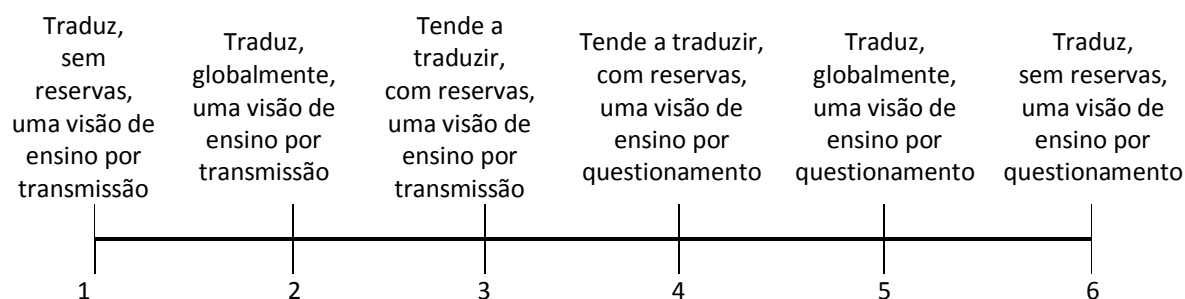 Traduz,
sem
reservas,
uma visão de
ensino por
transmissão
Traduz,
globalmente,
uma visão de
ensino por
transmissão
Tende a
traduzir,
com reservas,
uma visão de
ensino por
transmissão
Tende a traduzir,
com reservas,
uma visão de
ensino por
questionamento
Traduz,
globalmente,
uma visão de
ensino por
questionamento
Traduz,
sem reservas,
uma visão de
ensino por
questionamento
1 2 3 4 5 6